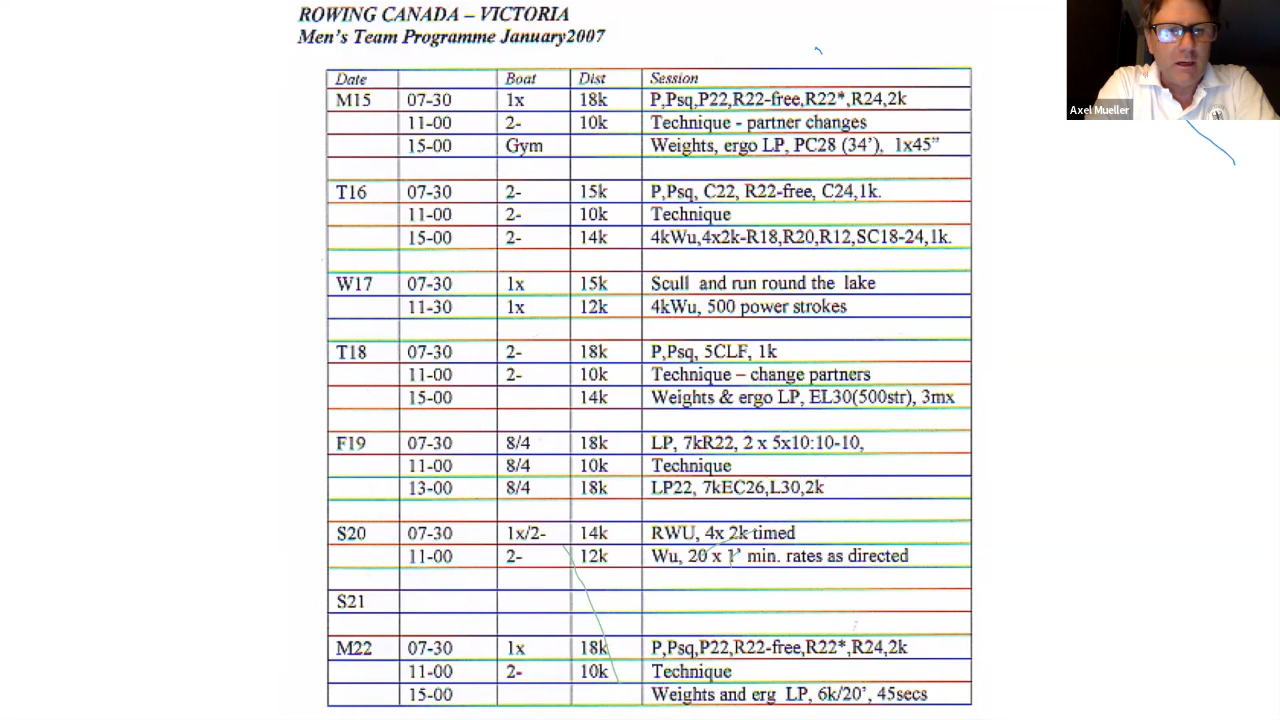 ROWING CANADA – VICTORIA
Men's Team Programme January2007
Axel Mueller
Date Boat Dist Session
M15 07-30 1x 18k P,Psq,P22,R22-free,R22*,R24,2k
11-00 2- 10k Technique - partner changes
15-00 Gym Weights, ergo LP, PC28 (34'), 1x45"
T16 07-30 2- 15k P,Psq, C22, R22-free, C24,1k.
11-00 2- 10k Technique
15-00 2- 14k 4kWu,4x2k-R18,R20,R12,SC18-24,1k.
W17 07-30 1x 15k Scull and run round the lake
11-30 1x 12k 4kWu, 500 power strokes
T18 07-30 2- 18k P,Psq, 5CLF, 1k
11-00 2- 10k Technique – change partners
15-00 14k Weights & ergo LP, EL30(500str), 3mx
F19 07-30 8/4 18k LP, 7kR22, 2 x 5x10:10-10,
11-00 8/4 10k Technique
13-00 8/4 18k LP22, 7kEC26,L30,2k
S20 07-30 1x/2- 14k RWU, 4x 2k timed
11-00 2- 12k Wu, 20 x 1' min. rates as directed
S21
M22 07-30 1x 18k P,Psq,P22,R22-free,R22*,R24,2k
11-00 2- 10k Technique
15-00 Weights and erg LP, 6k/20', 45secs